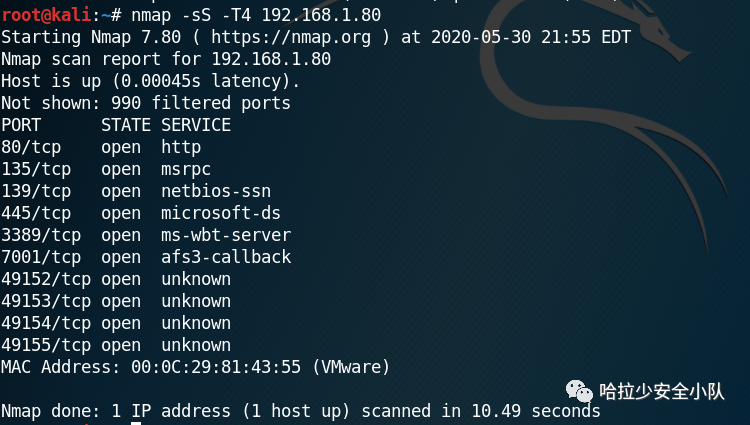 root@kali:~# nmap -sS -T4 192.168.1.80
Starting Nmap 7.80 ( https://nmap.org ) at 2020-05-30 21:55 EDT
Nmap scan report for 192.168.1.80
Host is up (0.00045s latency).
Not shown: 990 filtered ports
PORT      STATE SERVICE
80/tcp    open  http
135/tcp   open  msrpc
139/tcp   open  netbios-ssn
445/tcp   open  microsoft-ds
3389/tcp  open  ms-wbt-server
7001/tcp  open  afs3-callback
49152/tcp open  unknown
49153/tcp open  unknown
49154/tcp open  unknown
49155/tcp open  unknown
MAC Address: 00:0C:29:81:43:55 (VMware)
哈拉少安全小队
Nmap done: 1 IP address (1 host up) scanned in 10.49 seconds